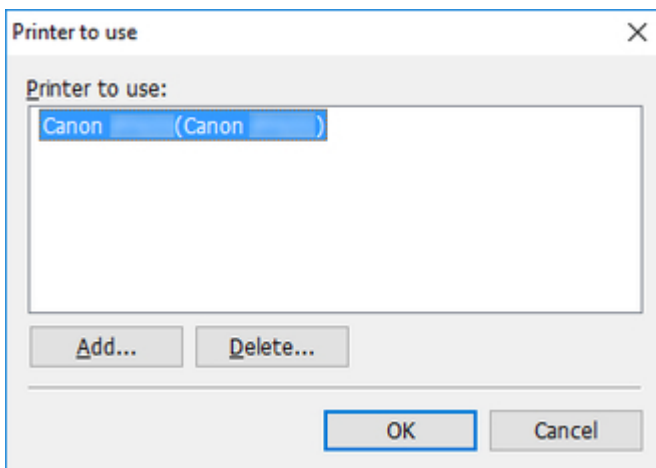 Printer to use
Printer to use:
Canon (Canon )
Add... Delete...
OK Cancel